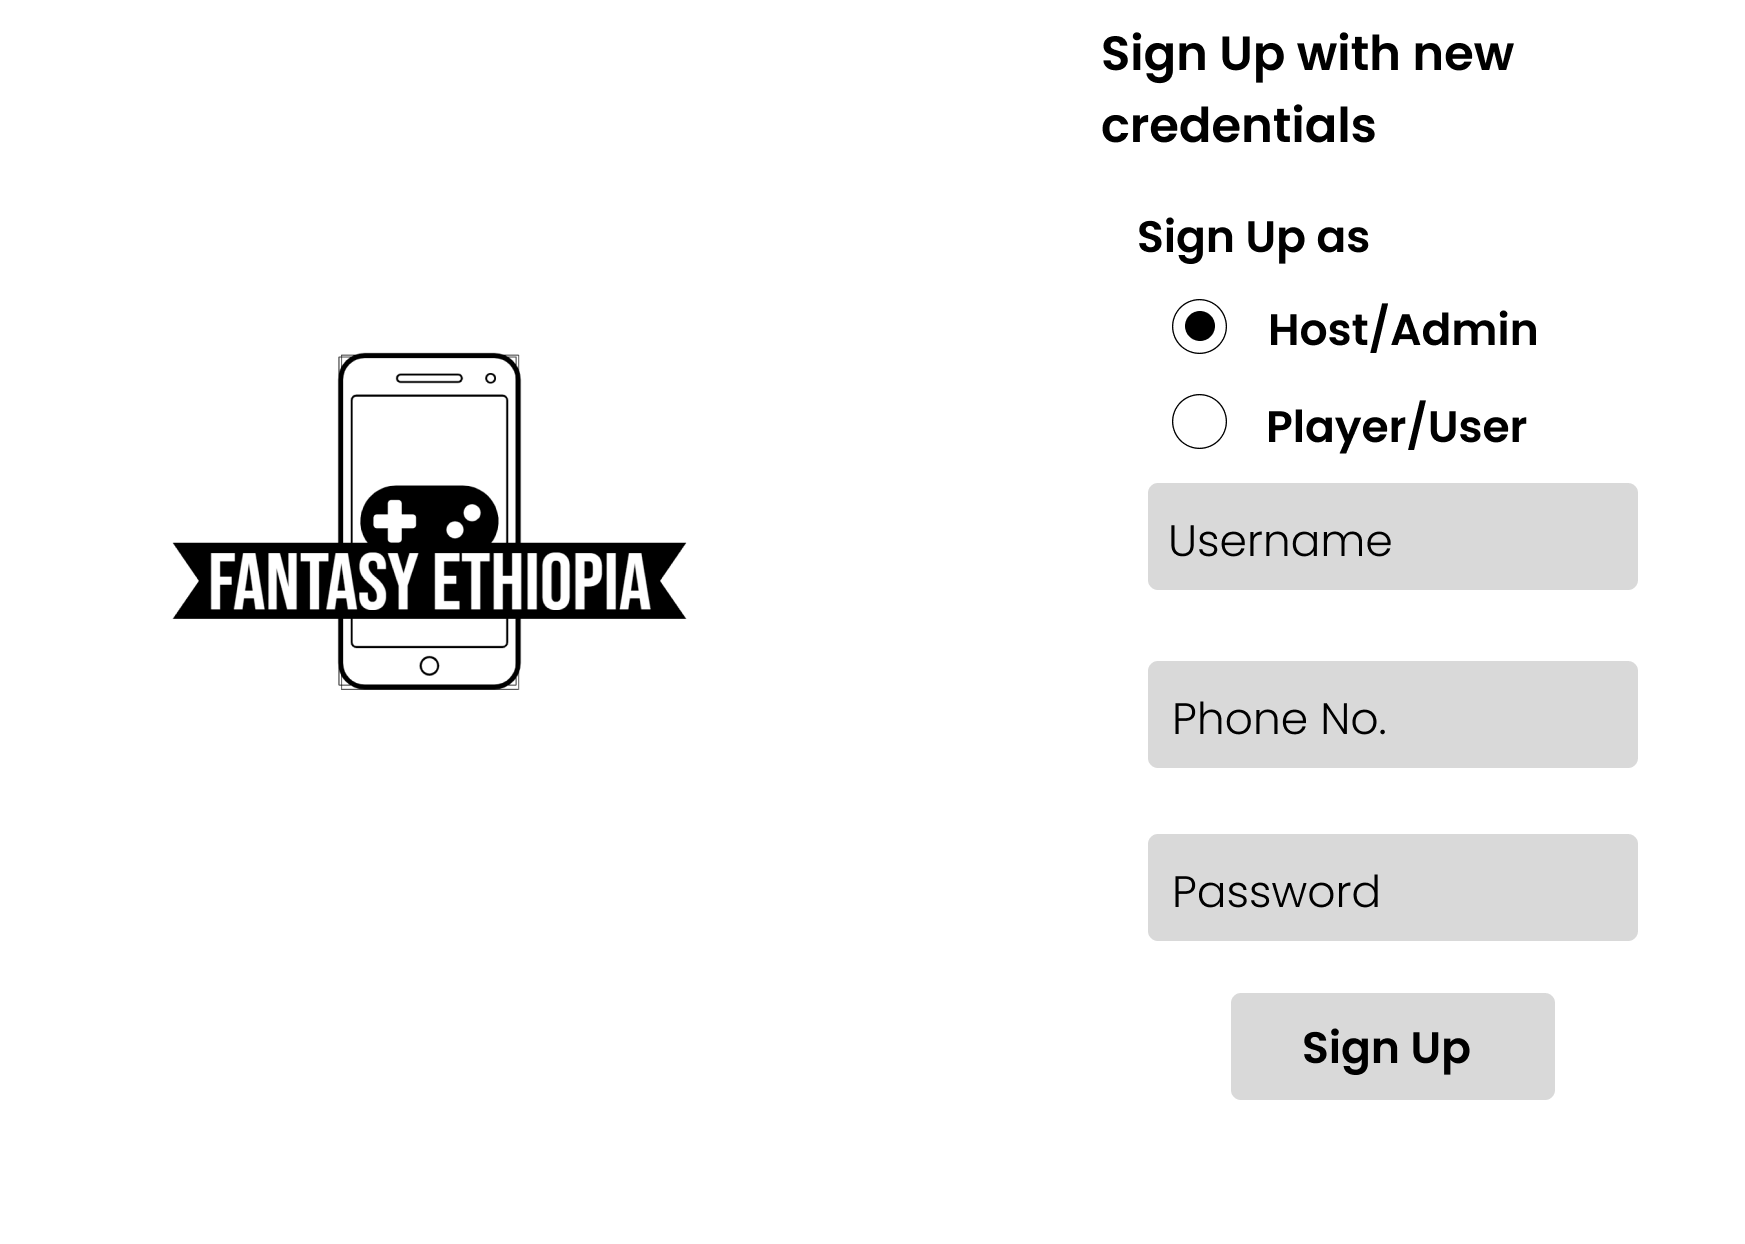 Sign Up with new
credentials
Sign Up as
Host/Admin
Player/User
FANTASY ETHIOPIA
Username
Phone No.
Password
Sign Up